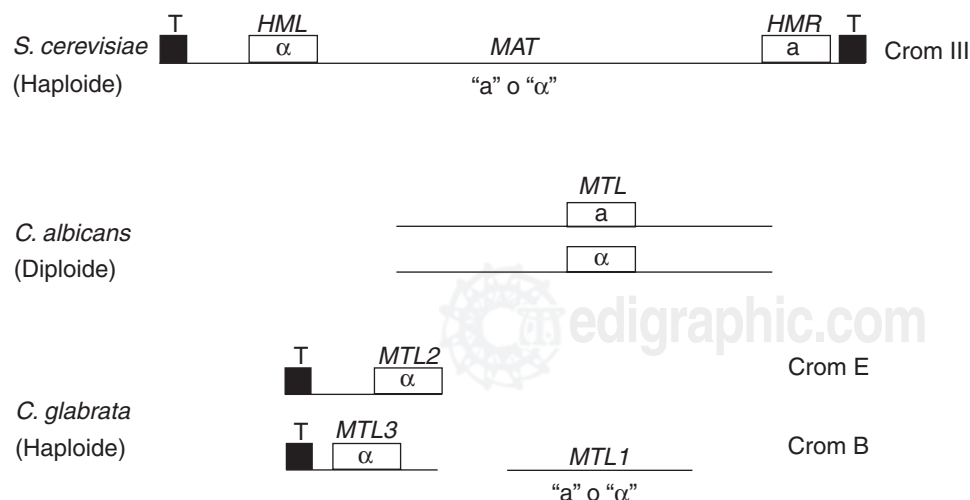 T HML HMR T
S. cerevisiae α MAT a Crom III
(Haploide) “a” o “α”
MTL
a
C. albicans
(Diploide) α
edigraphic.com
T MTL2 Crom E
α
C. glabrata
(Haploide) T MTL3 Crom B
α MTL1
“a” o “α”